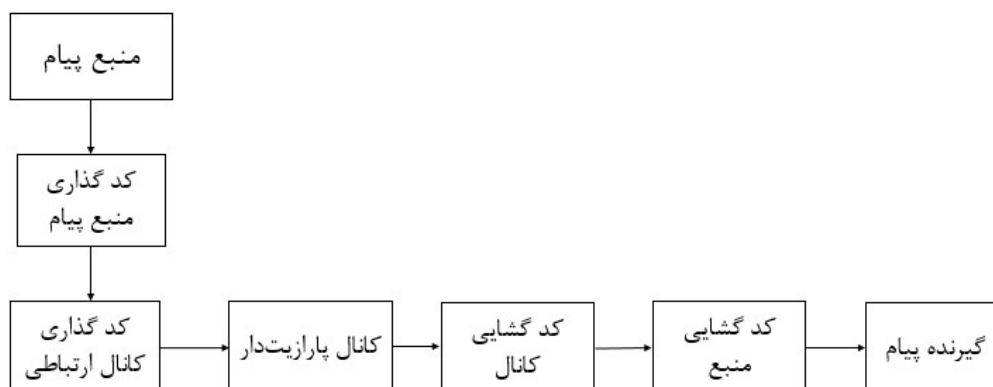 منبع پیام
کد گذاری
منبع پیام
کد گذاری
کانال ارتباطی
کانال پارازیت‌دار
کد گشایی
کانال
کد گشایی
منبع
گیرنده پیام